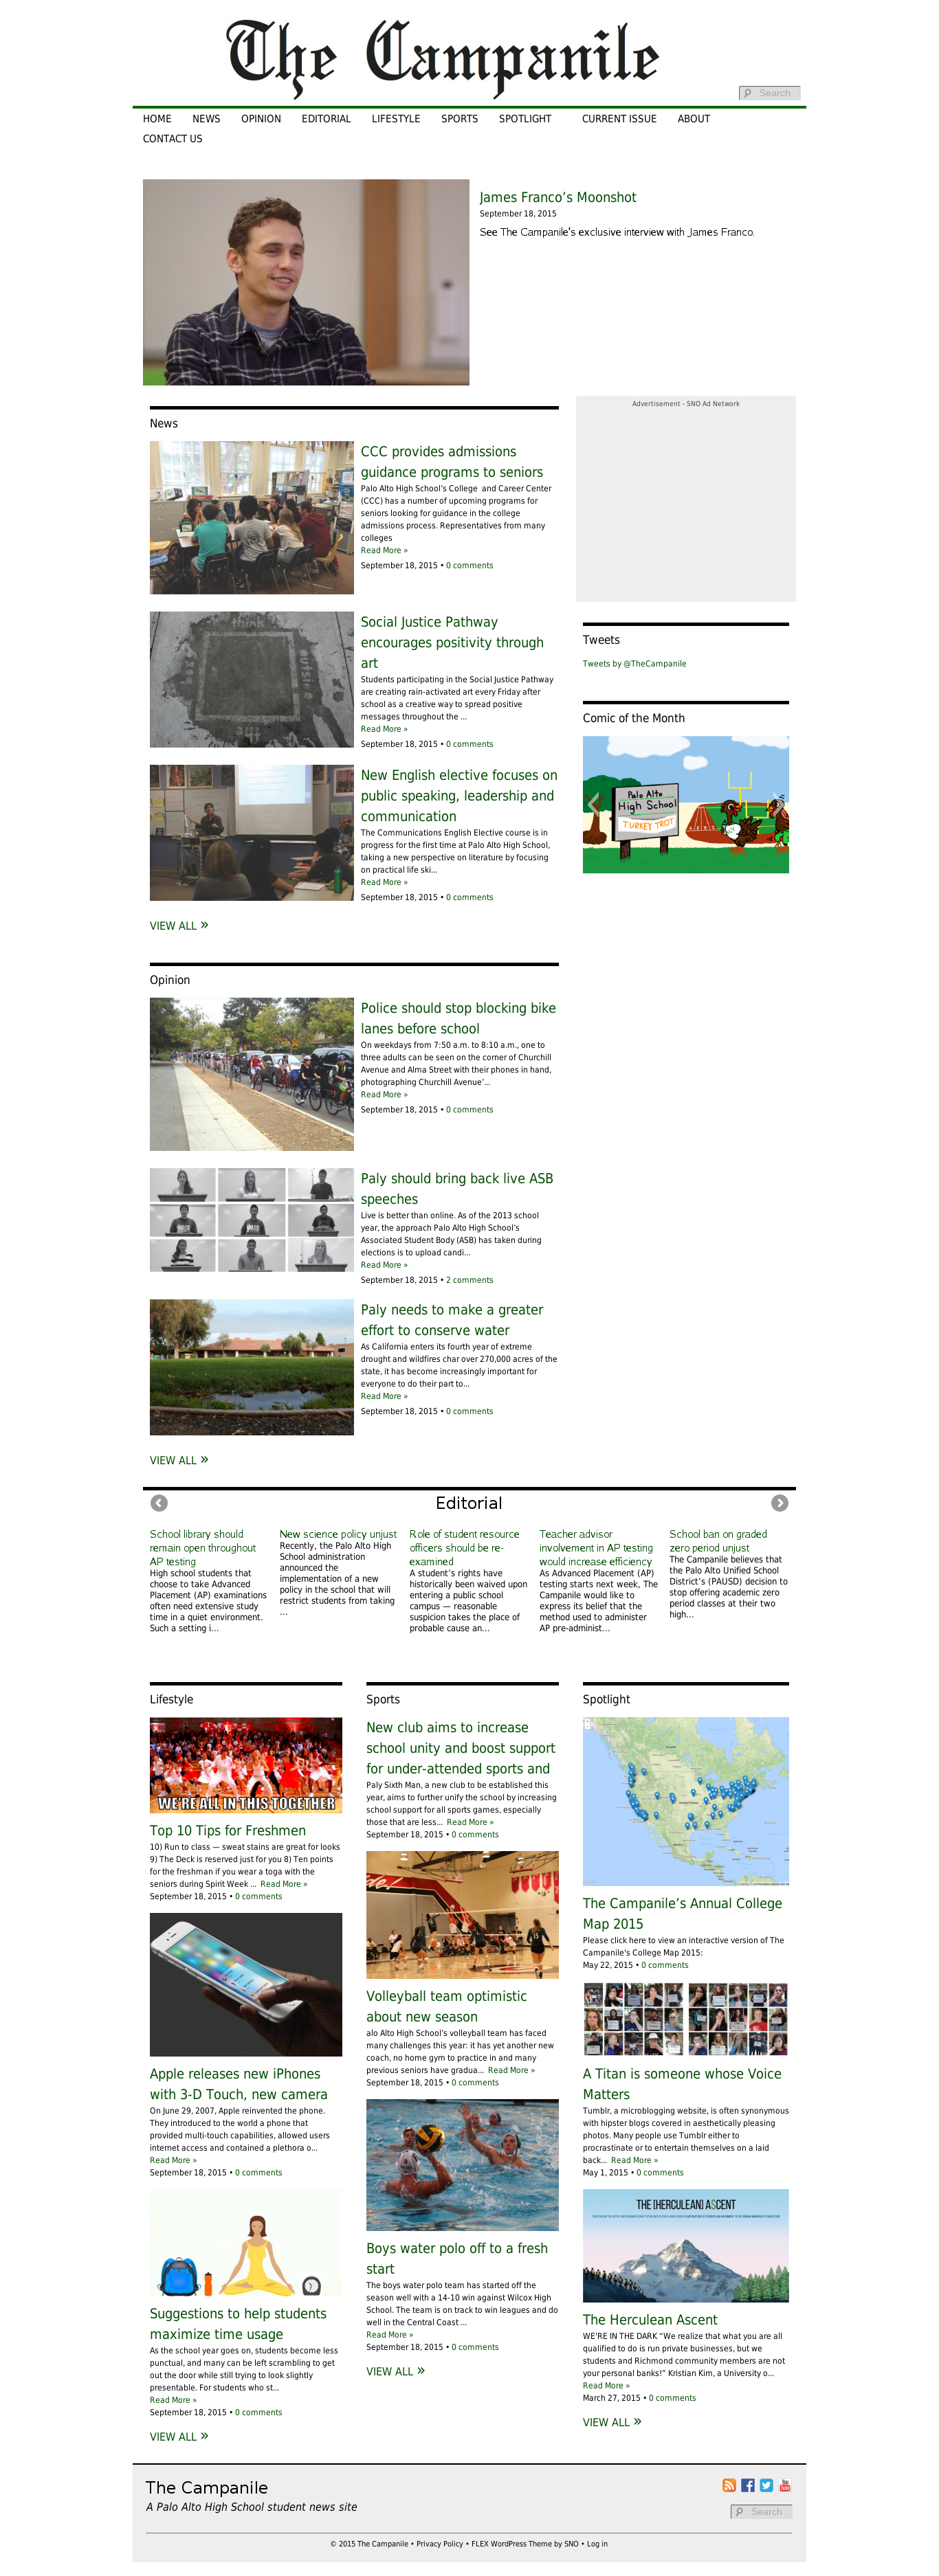 The Campanile
Search
HOME NEWS OPINION EDITORIAL LIFESTYLE SPORTS SPOTLIGHT CURRENT ISSUE ABOUT
CONTACT US
James Franco’s Moonshot
September 18, 2015
See The Campanile's exclusive interview with James Franco.
News
CCC provides admissions
guidance programs to seniors
Palo Alto High School’s College and Career Center
(CCC) has a number of upcoming programs for
seniors looking for guidance in the college
admissions process. Representatives from many
colleges
Read More »
September 18, 2015 • 0 comments
Social Justice Pathway
encourages positivity through
art
Students participating in the Social Justice Pathway
are creating rain-activated art every Friday after
school as a creative way to spread positive
messages throughout the ...
Read More »
September 18, 2015 • 0 comments
New English elective focuses on
public speaking, leadership and
communication
The Communications English Elective course is in
progress for the first time at Palo Alto High School,
taking a new perspective on literature by focusing
on practical life ski...
Read More »
September 18, 2015 • 0 comments
VIEW ALL »
Advertisement - SNO Ad Network
Tweets
Tweets by @TheCampanile
Comic of the Month
Palo Alto
High School
TURKEY TROT
Opinion
Police should stop blocking bike
lanes before school
On weekdays from 7:50 a.m. to 8:10 a.m., one to
three adults can be seen on the corner of Churchill
Avenue and Alma Street with their phones in hand,
photographing Churchill Avenue’...
Read More »
September 18, 2015 • 0 comments
Paly should bring back live ASB
speeches
Live is better than online. As of the 2013 school
year, the approach Palo Alto High School’s
Associated Student Body (ASB) has taken during
elections is to upload candi...
Read More »
September 18, 2015 • 2 comments
Paly needs to make a greater
effort to conserve water
As California enters its fourth year of extreme
drought and wildfires char over 270,000 acres of the
state, it has become increasingly important for
everyone to do their part to...
Read More »
September 18, 2015 • 0 comments
VIEW ALL »
Editorial
School library should
remain open throughout
AP testing
High school students that
choose to take Advanced
Placement (AP) examinations
often need extensive study
time in a quiet environment.
Such a setting i...
New science policy unjust
Recently, the Palo Alto High
School administration
announced the
implementation of a new
policy in the school that will
restrict students from taking
...
Role of student resource
officers should be re-
examined
A student’s rights have
historically been waived upon
entering a public school
campus — reasonable
suspicion takes the place of
probable cause an...
Teacher advisor
involvement in AP testing
would increase efficiency
As Advanced Placement (AP)
testing starts next week, The
Campanile would like to
express its belief that the
method used to administer
AP pre-administ...
School ban on graded
zero period unjust
The Campanile believes that
the Palo Alto Unified School
District’s (PAUSD) decision to
stop offering academic zero
period classes at their two
high...
Lifestyle
WE'RE ALL IN THIS TOGETHER
Top 10 Tips for Freshmen
10) Run to class — sweat stains are great for looks
9) The Deck is reserved just for you 8) Ten points
for the freshman if you wear a toga with the
seniors during Spirit Week ... Read More »
September 18, 2015 • 0 comments
Apple releases new iPhones
with 3-D Touch, new camera
On June 29, 2007, Apple reinvented the phone.
They introduced to the world a phone that
provided multi-touch capabilities, allowed users
internet access and contained a plethora o...
Read More »
September 18, 2015 • 0 comments
Suggestions to help students
maximize time usage
As the school year goes on, students become less
punctual, and many can be left scrambling to get
out the door while still trying to look slightly
presentable. For students who st...
Read More »
September 18, 2015 • 0 comments
VIEW ALL »
Sports
New club aims to increase
school unity and boost support
for under-attended sports and
Paly Sixth Man, a new club to be established this
year, aims to further unify the school by increasing
school support for all sports games, especially
those that are less... Read More »
September 18, 2015 • 0 comments
Volleyball team optimistic
about new season
alo Alto High School’s volleyball team has faced
many challenges this year: it has yet another new
coach, no home gym to practice in and many
previous seniors have gradua... Read More »
September 18, 2015 • 0 comments
Boys water polo off to a fresh
start
The boys water polo team has started off the
season well with a 14-10 win against Wilcox High
School. The team is on track to win leagues and do
well in the Central Coast ...
Read More »
September 18, 2015 • 0 comments
VIEW ALL »
Spotlight
The Campanile’s Annual College
Map 2015
Please click here to view an interactive version of The
Campanile's College Map 2015:
May 22, 2015 • 0 comments
A Titan is someone whose Voice
Matters
Tumblr, a microblogging website, is often synonymous
with hipster blogs covered in aesthetically pleasing
photos. Many people use Tumblr either to
procrastinate or to entertain themselves on a laid
back... Read More »
May 1, 2015 • 0 comments
THE [HERCULEAN] A$CENT
The Herculean Ascent
WE'RE IN THE DARK “We realize that what you are all
qualified to do is run private businesses, but we
students and Richmond community members are not
your personal banks!” Kristian Kim, a University o...
Read More »
March 27, 2015 • 0 comments
VIEW ALL »
The Campanile
A Palo Alto High School student news site
Search
© 2015 The Campanile • Privacy Policy • FLEX WordPress Theme by SNO • Log in